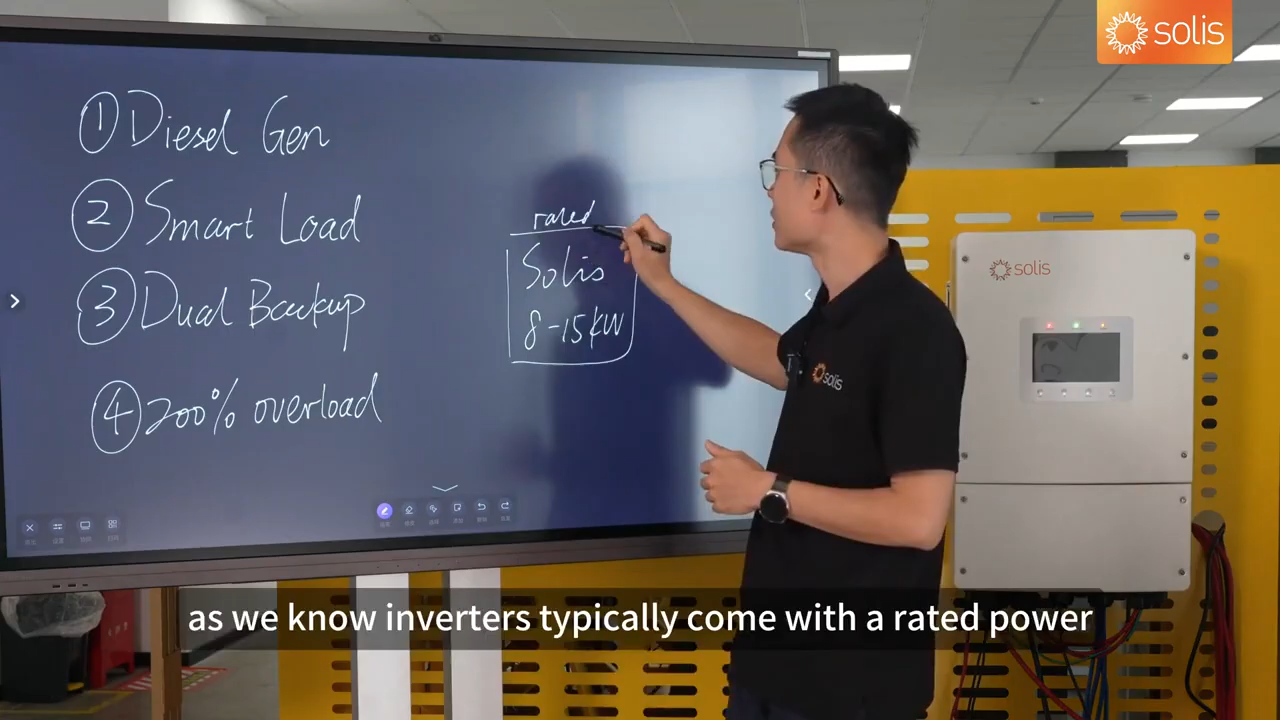 solis
① Diesel Gen
② Smart Load
③ Dual Backup
④ 200% overload
rated
Solis
8-15kW
solis
solis
as we know inverters typically come with a rated power